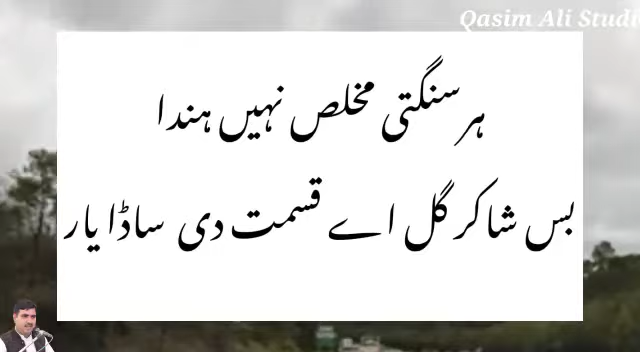 Qasim Ali Studi
ہر سنگتی مخلص نہیں ہندا
بس شاکر گل اے قسمت دی ساڈا یار